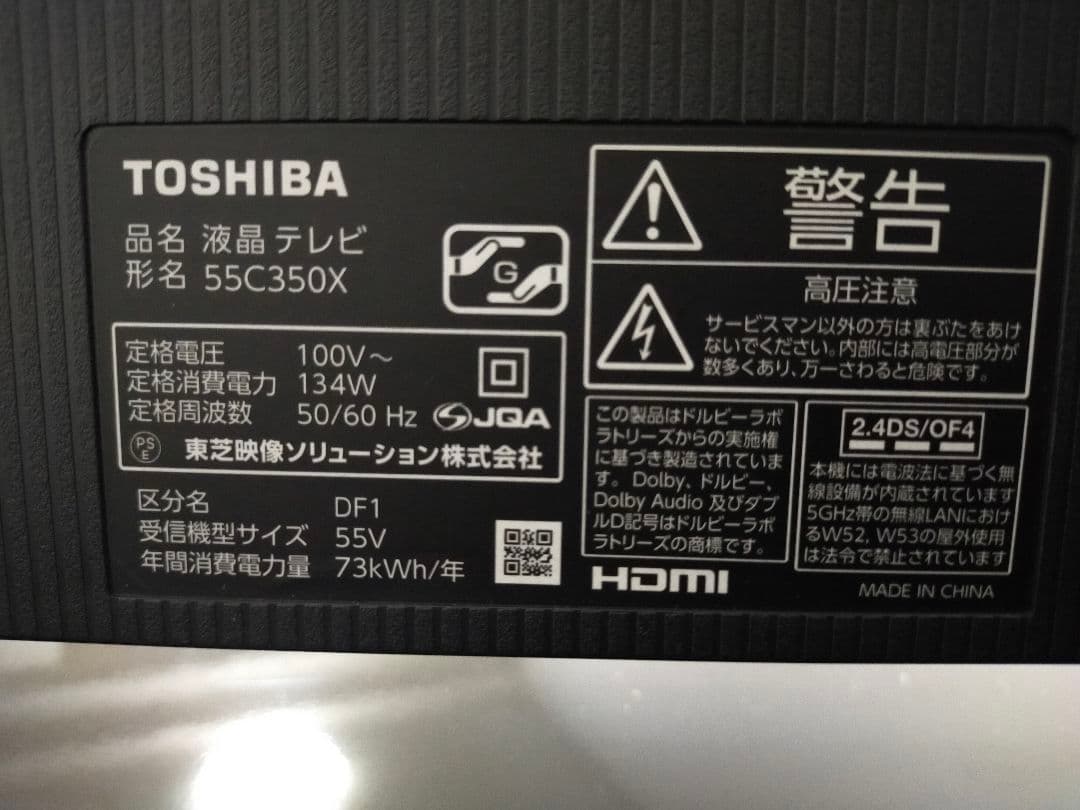 TOSHIBA
品名 液晶テレビ
形名 55C350X
G
定格電圧 100V～
定格消費電力 134W
定格周波数 50/60 Hz
JQA
PS
E
東芝映像ソリューション株式会社
区分名 DF1
受信機型サイズ 55V
年間消費電力量 73kWh/年
警告
高圧注意
サービスマン以外の方は裏ぶたをあけ
ないでください。内部には高電圧部分が
数多くあり、万一さわると危険です。
この製品はドルビーラボ
ラトリーズからの実施権
に基づき製造されていま
す。Dolby、ドルビー、
Dolby Audio 及びダブ
ルD記号はドルビーラボ
ラトリーズの商標です。
HDMI
2.4DS/OF4
本機には電波法に基づく無
線設備が内蔵されています
5GHz帯の無線LANにおけ
るW52, W53の屋外使用
は法令で禁止されています
MADE IN CHINA